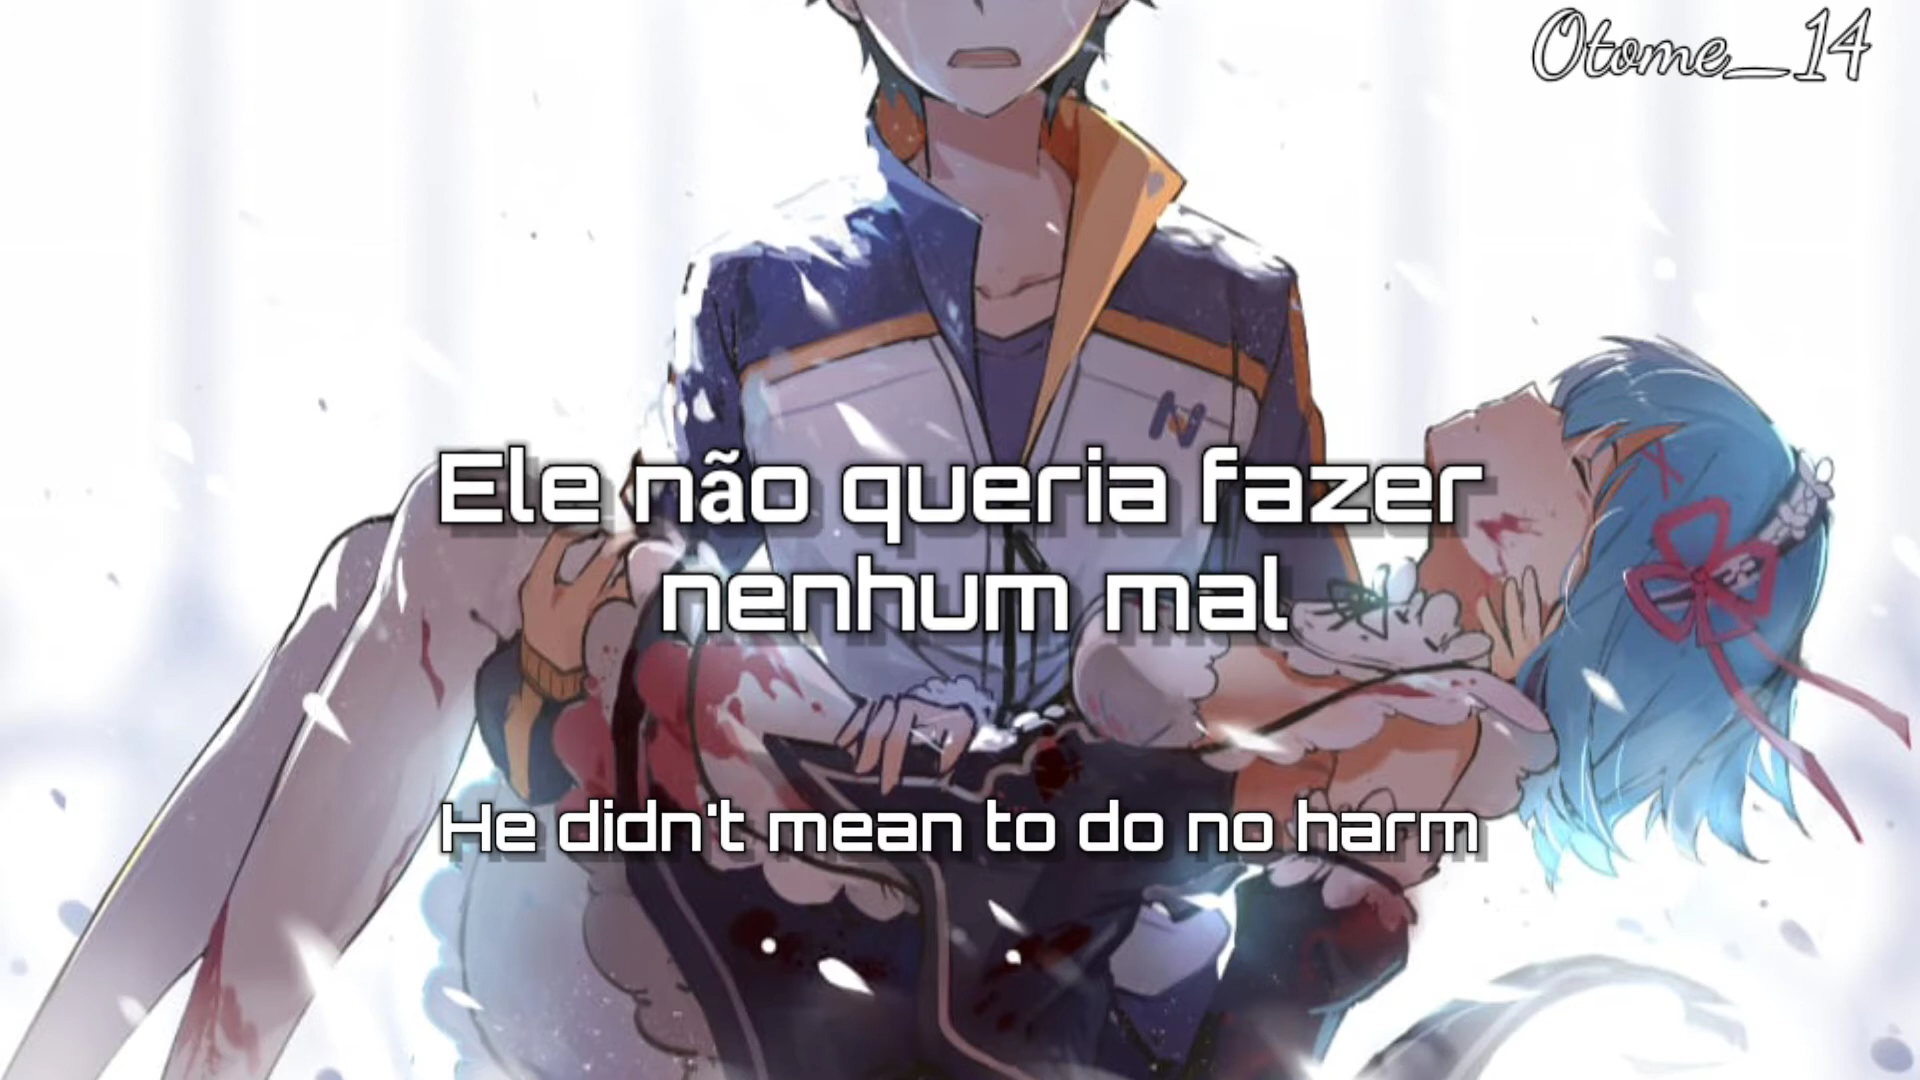 Otome_14
Ele não queria fazer
nenhum mal
He didn't mean to do no harm